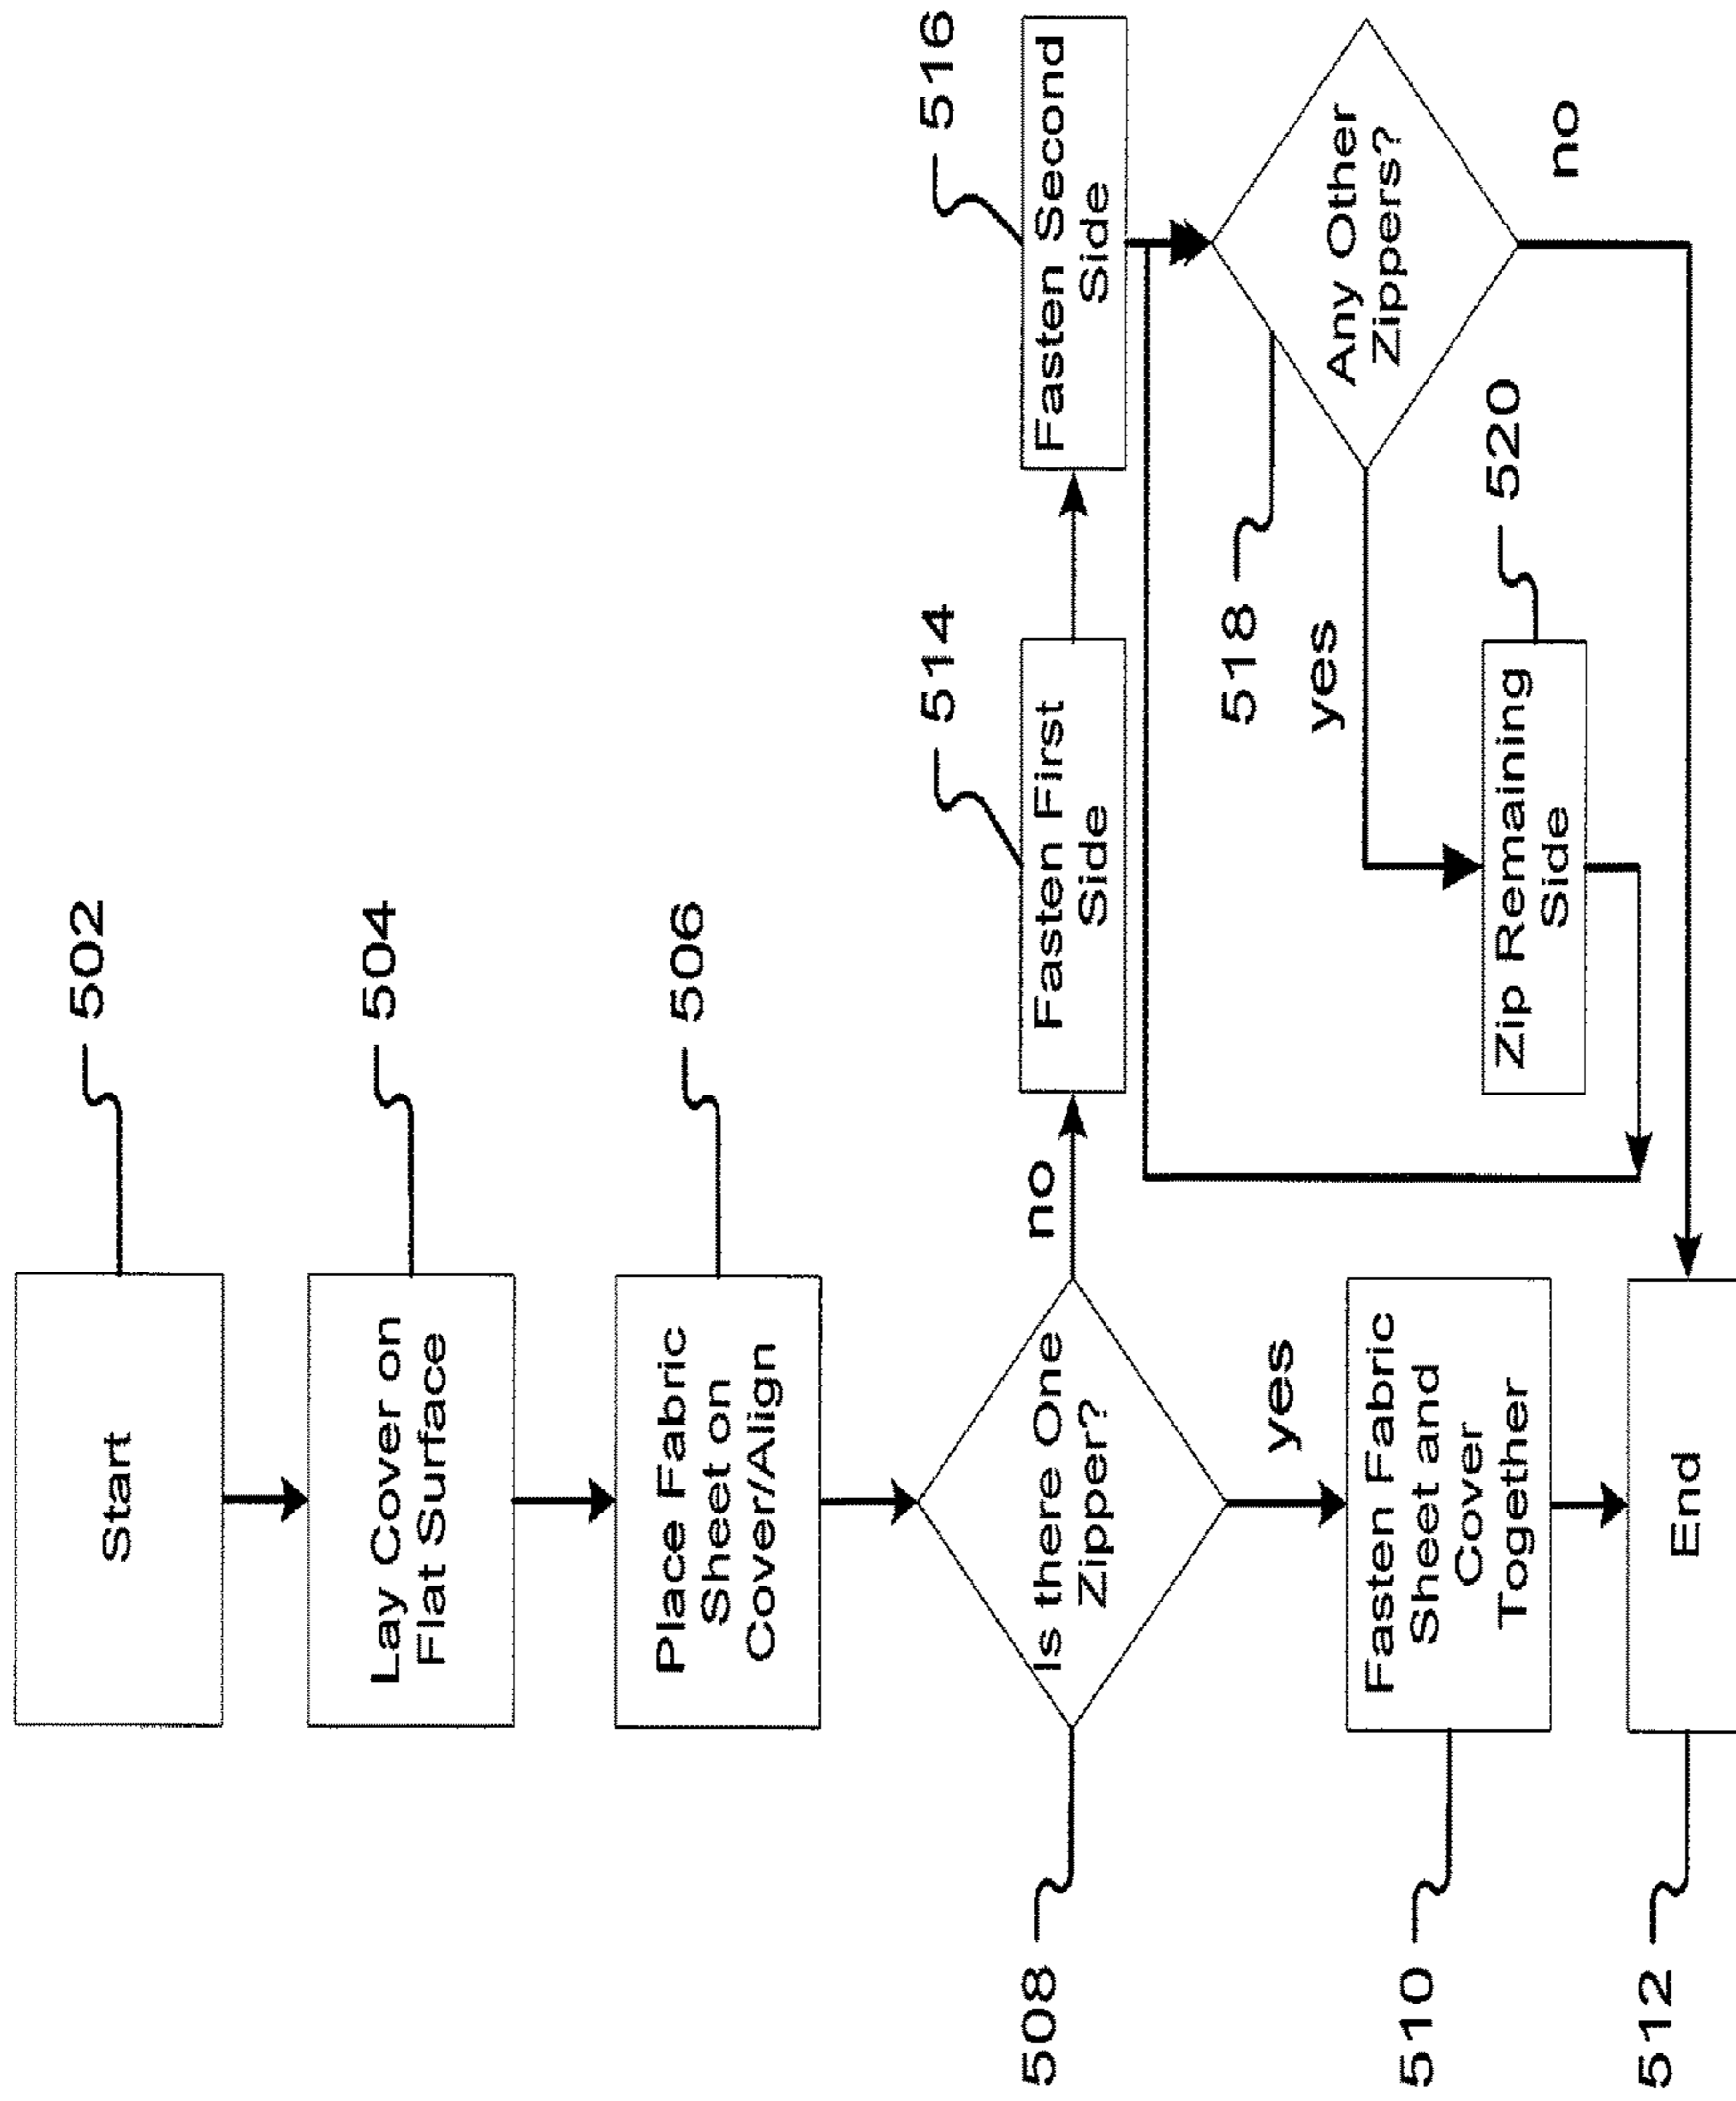 502
Start
504
Lay Cover on
Flat Surface
506
Place Fabric
Sheet on
Cover/Align
508
Is there One
Zipper?
no
yes
510
Fasten Fabric
Sheet and
Cover
Together
512
End
514
Fasten First
Side
516
Fasten Second
Side
518
Any Other
Zippers?
yes
no
520
Zip Remaining
Side